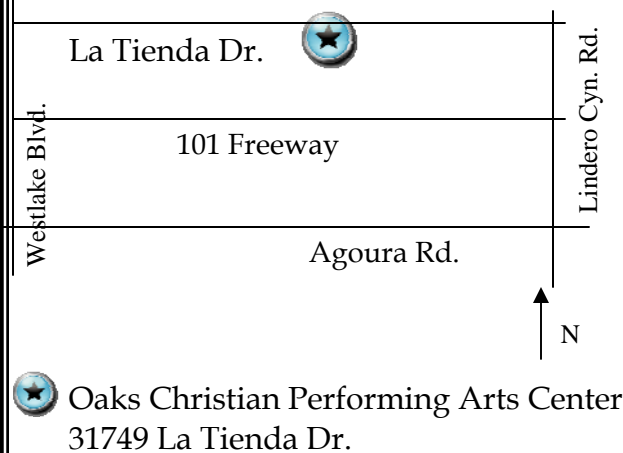 La Tienda Dr.
Lindero Cyn. Rd.
Westlake Blvd.
101 Freeway
Agoura Rd.
N
Oaks Christian Performing Arts Center
31749 La Tienda Dr.